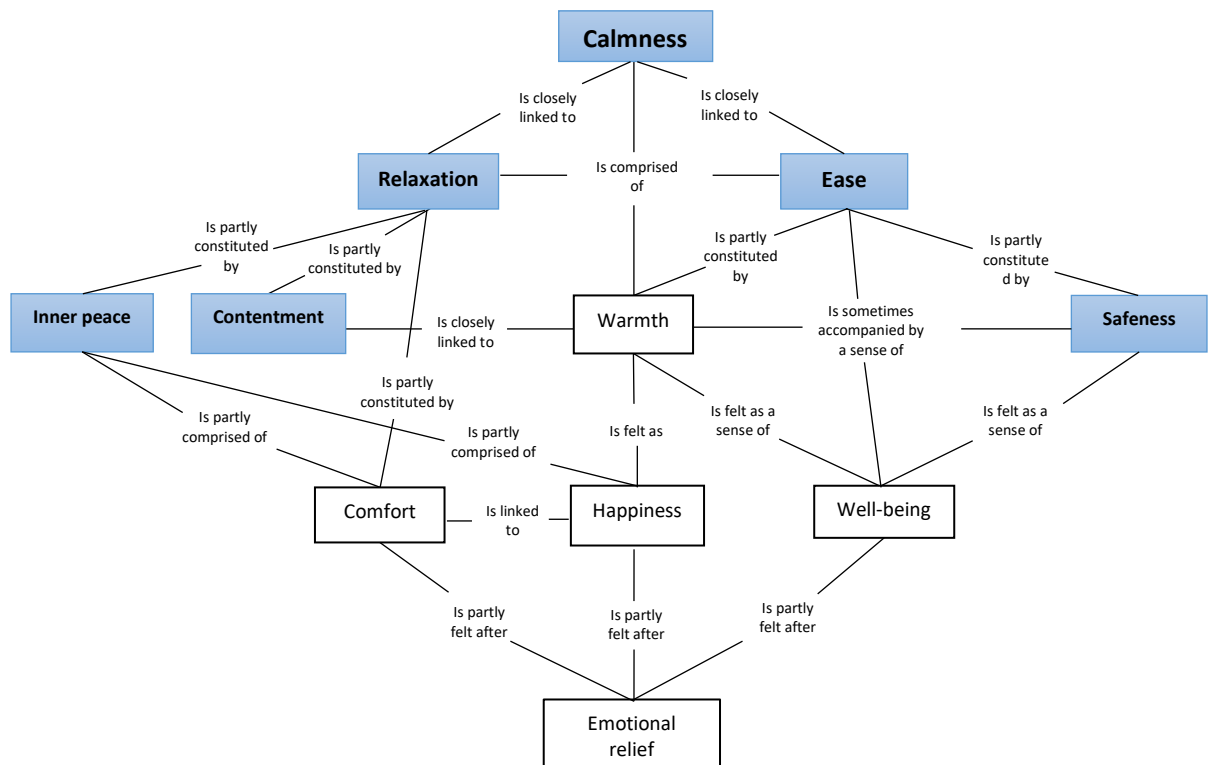 Calmness
Is closely
linked to
Is closely
linked to
Relaxation
Is comprised
of
Ease
Is partly
constituted
by
Is partly
constituted by
Is partly
constituted
by
Is partly
constitute
d by
Inner peace
Contentment
Is closely
linked to
Warmth
Is sometimes
accompanied by
a sense of
Safeness
Is partly
constituted by
Is partly
comprised of
Is partly
comprised of
Is felt as
Is felt as a
sense of
Is felt as a
sense of
Comfort
Is linked
to
Happiness
Well-being
Is partly
felt after
Is partly
felt after
Is partly
felt after
Emotional
relief